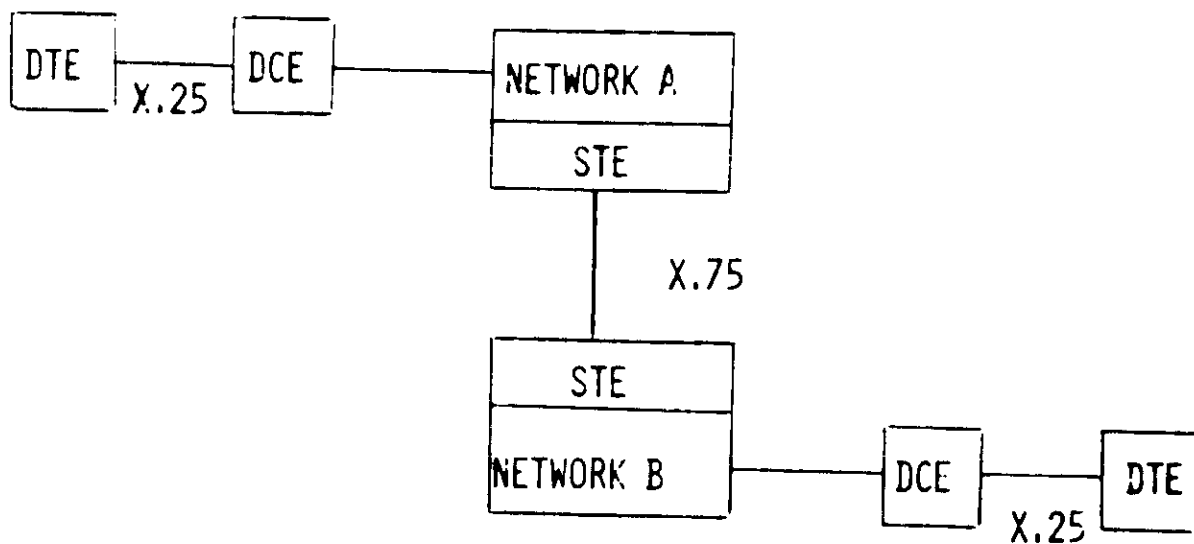 DTE
X.25
DCE
NETWORK A
STE
X.75
STE
NETWORK B
DCE
X.25
DTE